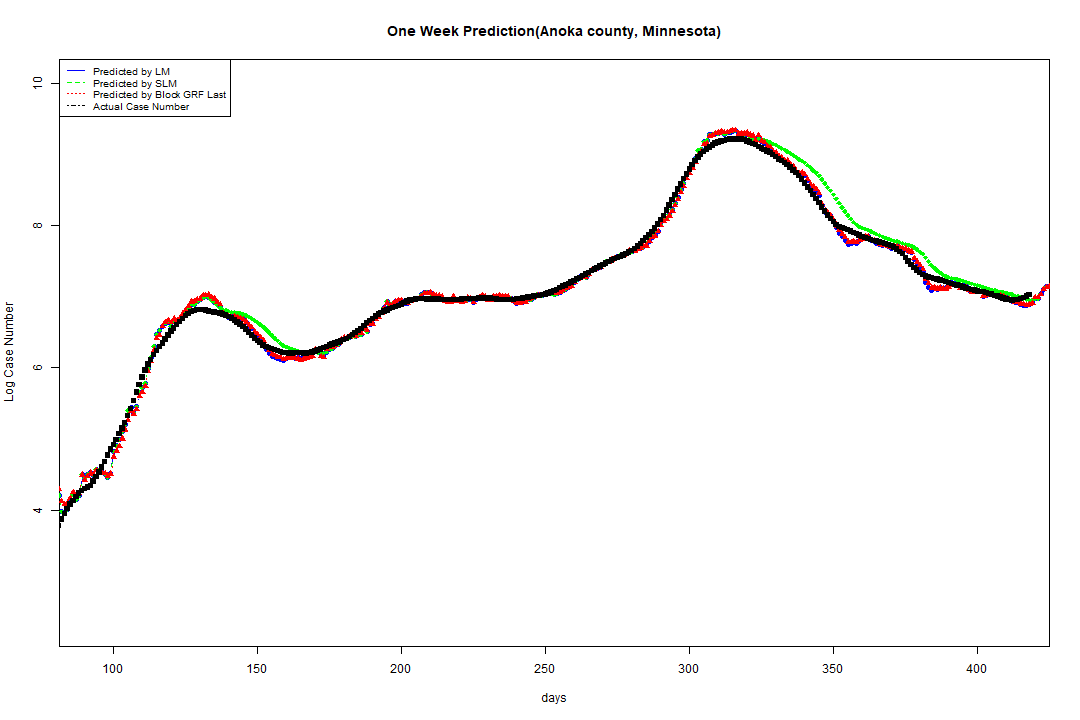 One Week Prediction(Anoka county, Minnesota)
Predicted by LM
Predicted by SLM
Predicted by Block GRF Last
Actual Case Number
10
8
6
4
Log Case Number
100 150 200 250 300 350 400
days